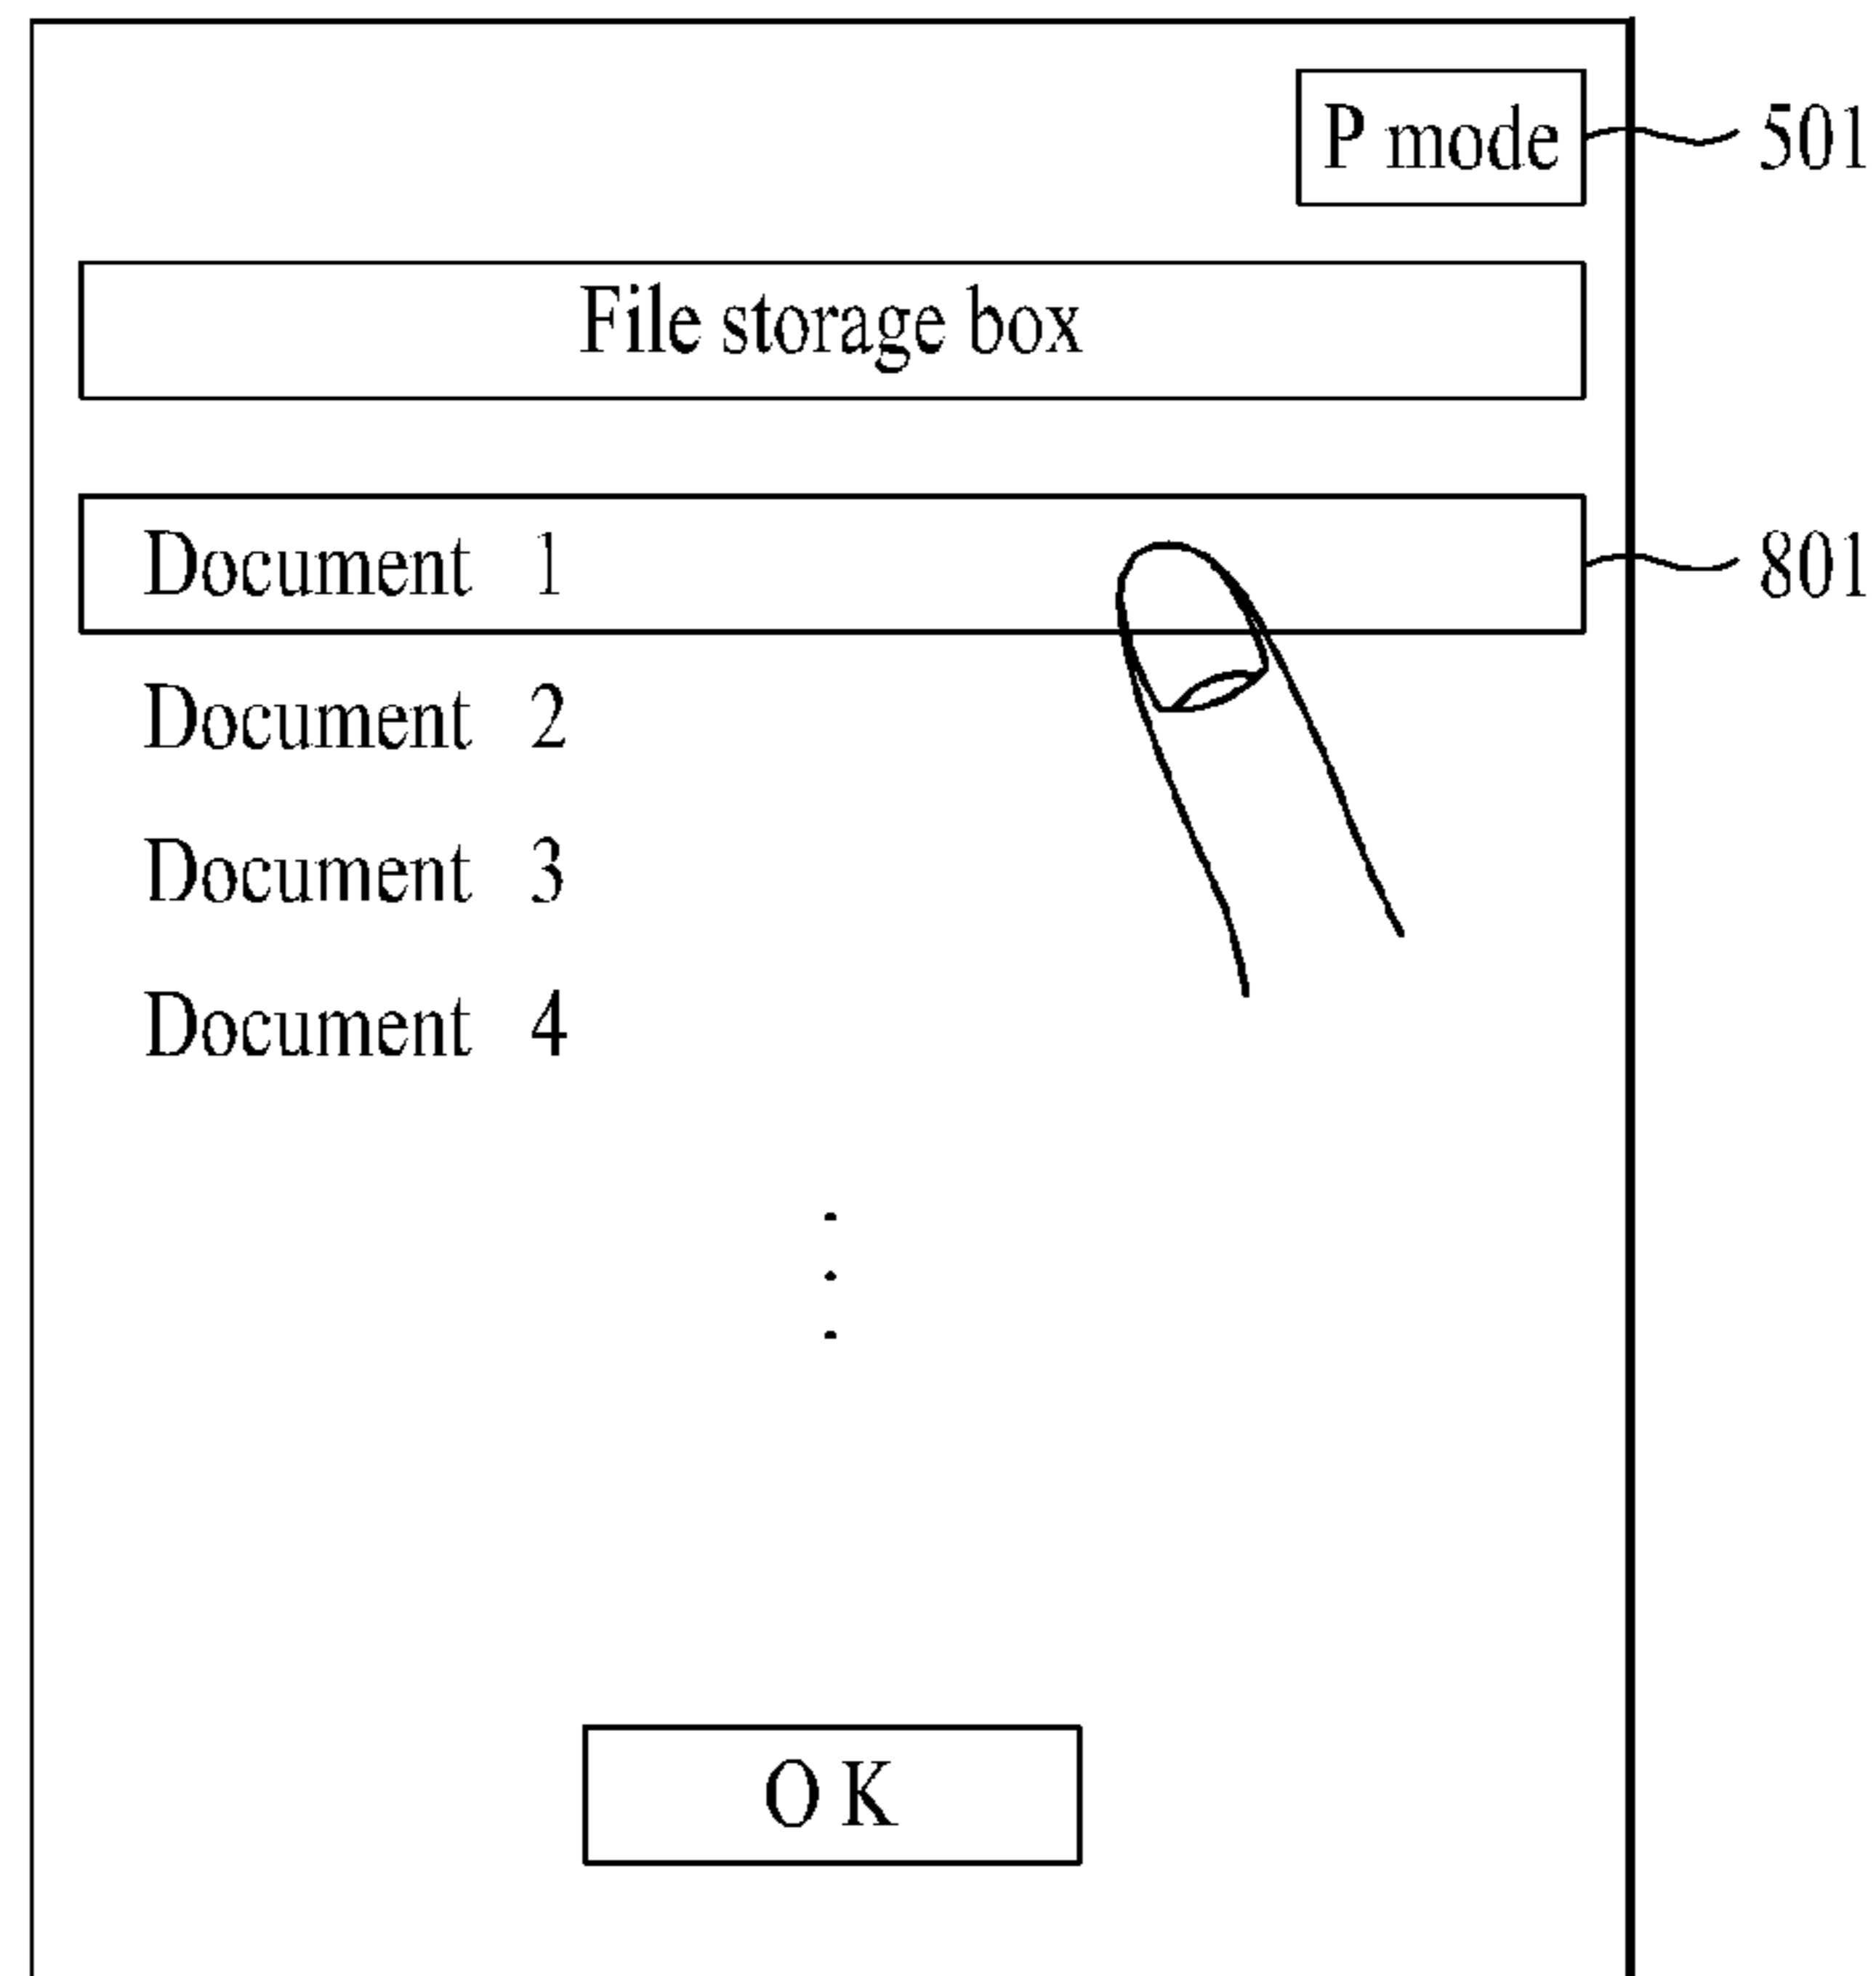 P mode 501
File storage box
Document 1 801
Document 2
Document 3
Document 4
OK